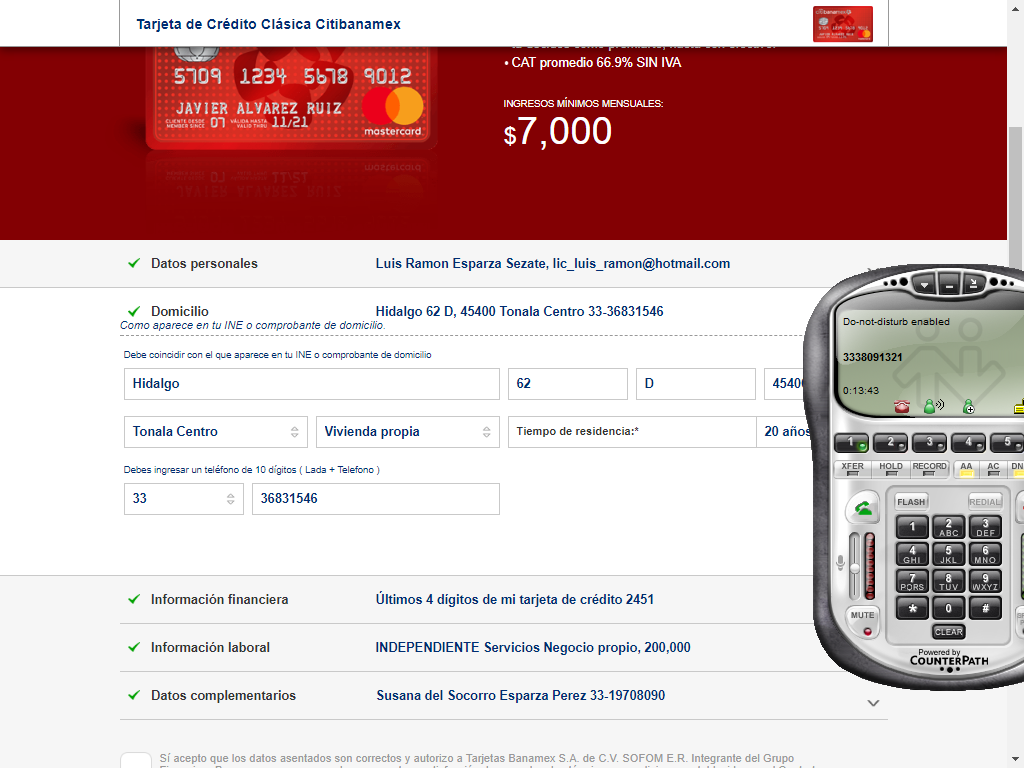 Tarjeta de Crédito Clásica Citibanamex
• CAT promedio 66.9% SIN IVA
5709 1234 5678 9012
JAVIER ALVAREZ RUIZ
CLIENTE DESDE MEMBER SINCE 07 VÁLIDA HASTA VALID THRU 11/21
mastercard
INGRESOS MÍNIMOS MENSUALES:
$7,000
Datos personales Luis Ramon Esparza Sezate, lic_luis_ramon@hotmail.com
Domicilio Hidalgo 62 D, 45400 Tonala Centro 33-36831546
Como aparece en tu INE o comprobante de domicilio.
Debe coincidir con el que aparece en tu INE o comprobante de domicilio
Hidalgo 62 D 45400
Tonala Centro Vivienda propia Tiempo de residencia:* 20 años
Debes ingresar un teléfono de 10 dígitos ( Lada + Telefono )
33 36831546
Información financiera Últimos 4 dígitos de mi tarjeta de crédito 2451
Información laboral INDEPENDIENTE Servicios Negocio propio, 200,000
Datos complementarios Susana del Socorro Esparza Perez 33-19708090
Sí acepto que los datos asentados son correctos y autorizo a Tarjetas Banamex S.A. de C.V. SOFOM E.R. Integrante del Grupo
Do-not-disturb enabled
3338091321
0:13:43
1 2 3 4 5
XFER HOLD RECORD AA AC DN
FLASH REDIAL
1 2 ABC 3 DEF
4 GHI 5 JKL 6 MNO
7 PQRS 8 TUV 9 WXYZ
* 0 #
MUTE
CLEAR
Powered by
COUNTERPATH